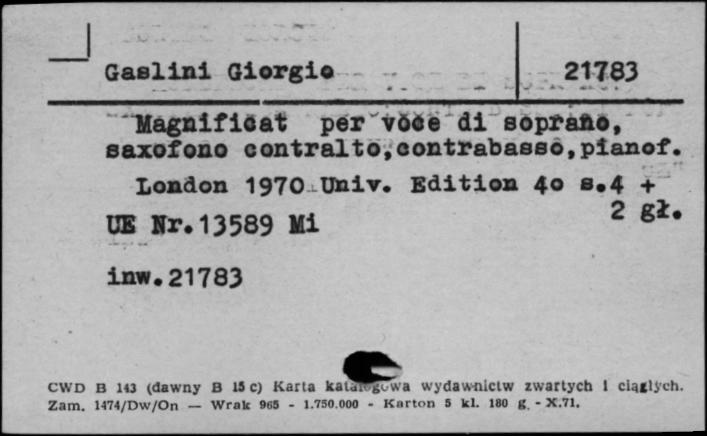 Gaslini Giorgio 21783
Magnificat per voce di soprano,
saxofono contralto,contrabasso,pianof.
London 1970 Univ. Edition 4o s.4 +
2 gł.
UE Nr.13589 Mi
inw.21783
CWD B 143 (dawny B 15 c) Karta katalogowa wydawnictw zwartych i ciągłych.
Zam. 1474/Dw/On — Wrak 965 - 1.750.000 - Karton 5 kl. 180 g. - X.71.